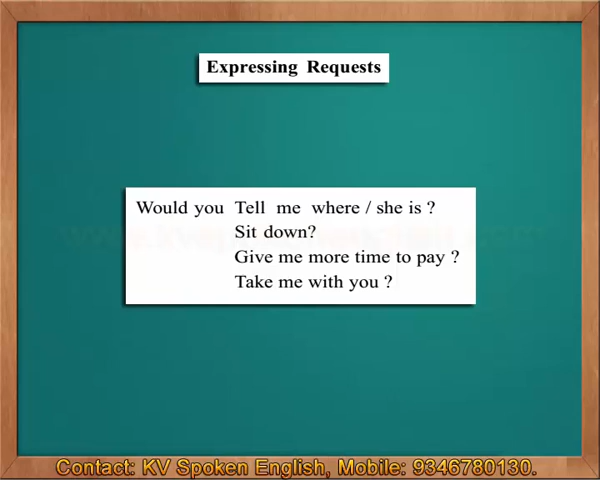 Expressing Requests
Would you Tell me where / she is ?
Sit down?
Give me more time to pay ?
Take me with you ?
Contact: KV Spoken English, Mobile: 9346780130.